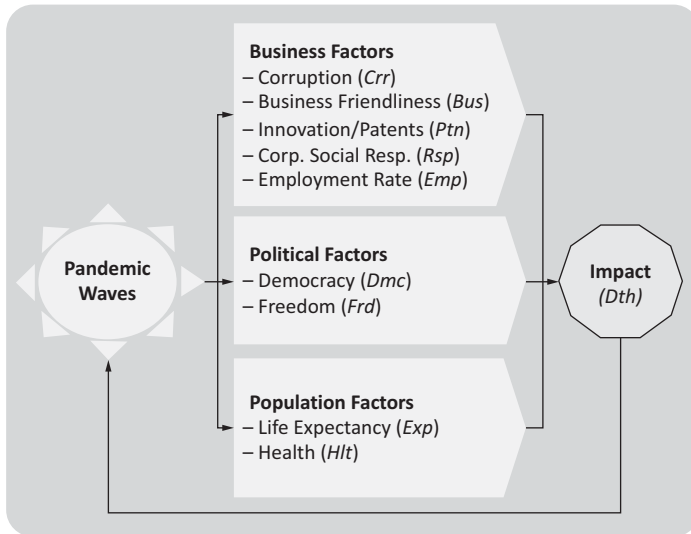 Business Factors
– Corruption (Crr)
– Business Friendliness (Bus)
– Innovation/Patents (Ptn)
– Corp. Social Resp. (Rsp)
– Employment Rate (Emp)
Pandemic
Waves
Political Factors
– Democracy (Dmc)
– Freedom (Frd)
Impact
(Dth)
Population Factors
– Life Expectancy (Exp)
– Health (Hlt)